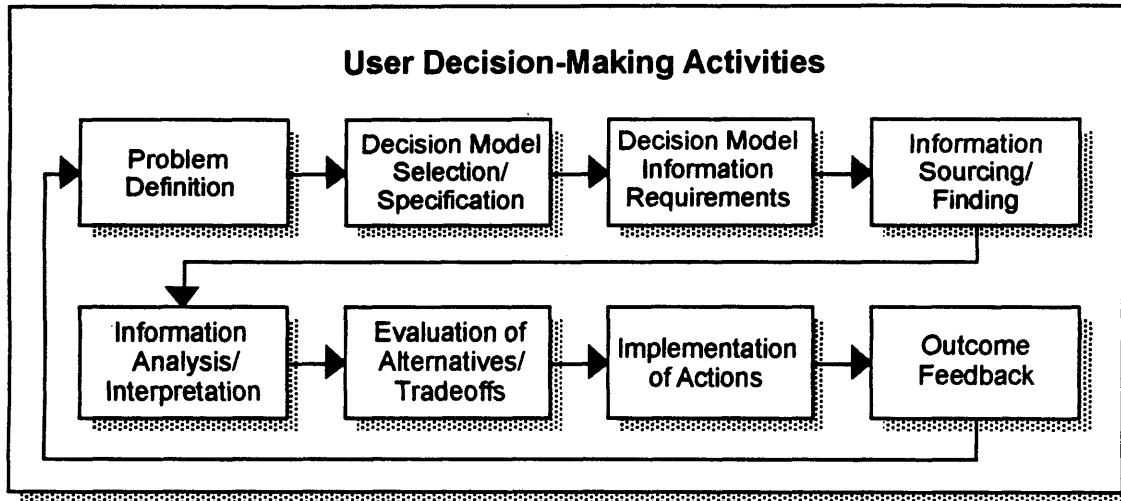 User Decision-Making Activities
Problem
Definition
Decision Model
Selection/
Specification
Decision Model
Information
Requirements
Information
Sourcing/
Finding
Information
Analysis/
Interpretation
Evaluation of
Alternatives/
Tradeoffs
Implementation
of Actions
Outcome
Feedback